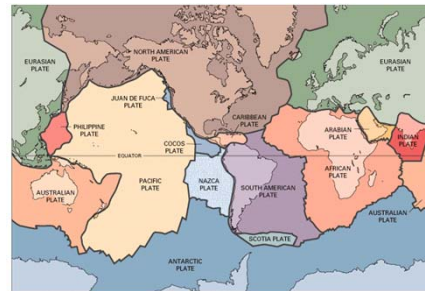 NORTH AMERICAN
PLATE
EURASIAN
PLATE
EURASIAN
PLATE
JUAN DE FUCA
PLATE
CARIBBEAN
PLATE
PHILIPPINE
PLATE
ARABIAN
PLATE
INDIAN
PLATE
COCOS
PLATE
EQUATOR
AUSTRALIAN
PLATE
PACIFIC
PLATE
NAZCA
PLATE
SOUTH AMERICAN
PLATE
AFRICAN
PLATE
AUSTRALIAN
PLATE
SCOTIA PLATE
ANTARCTIC
PLATE